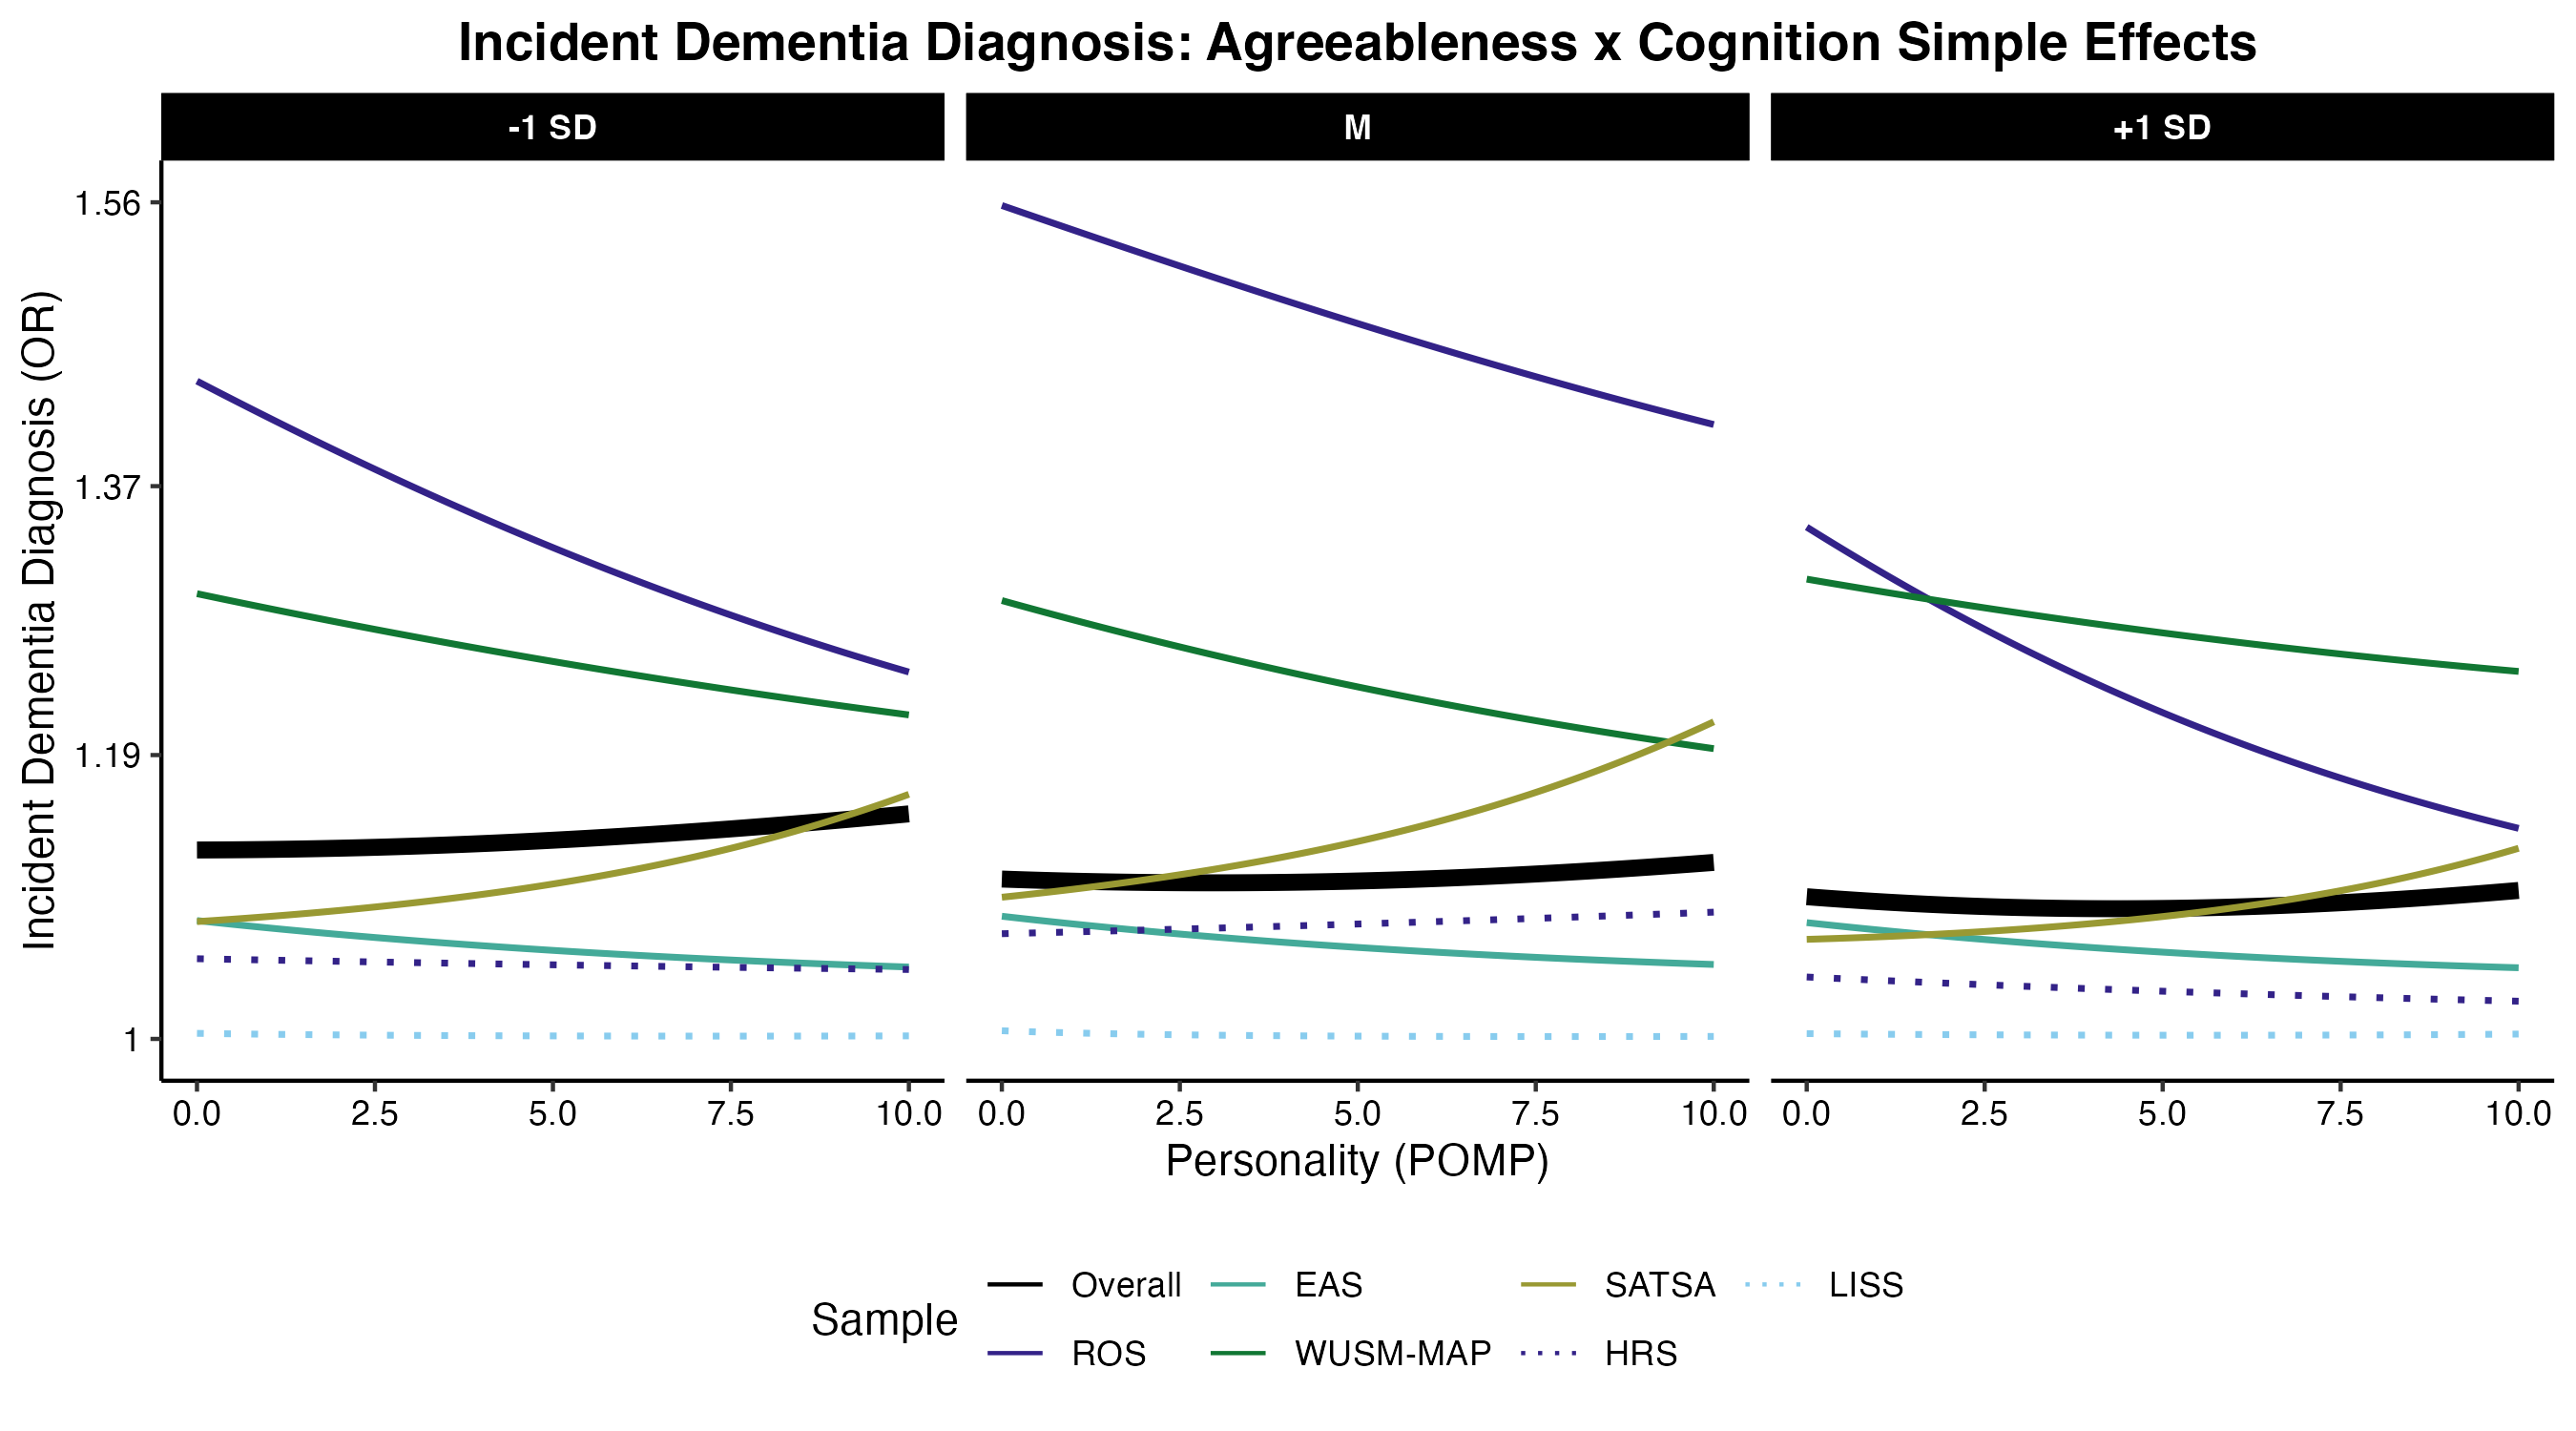 Incident Dementia Diagnosis: Agreeableness x Cognition Simple Effects
-1 SD
M
+1 SD
Incident Dementia Diagnosis (OR)
1.56
1.37
1.19
1
0.0 2.5 5.0 7.5 10.0
0.0 2.5 5.0 7.5 10.0
0.0 2.5 5.0 7.5 10.0
Personality (POMP)
Sample
Overall EAS SATSA LISS
ROS WUSM-MAP HRS